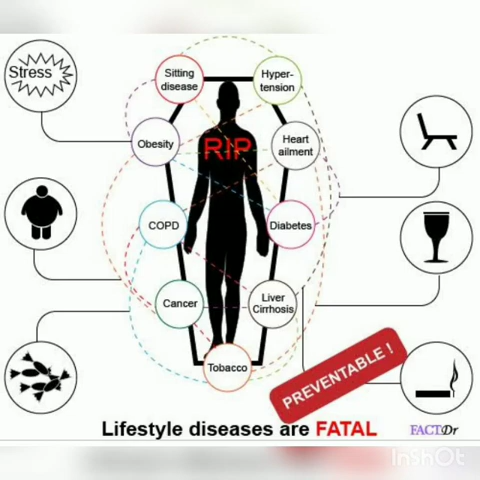 Stress
Sitting
disease
Hyper-
tension
Obesity
RIP
Heart
ailment
COPD
Diabetes
Cancer
Liver
Cirrhosis
Tobacco
PREVENTABLE !
Lifestyle diseases are FATAL
FACTDr
InShOt